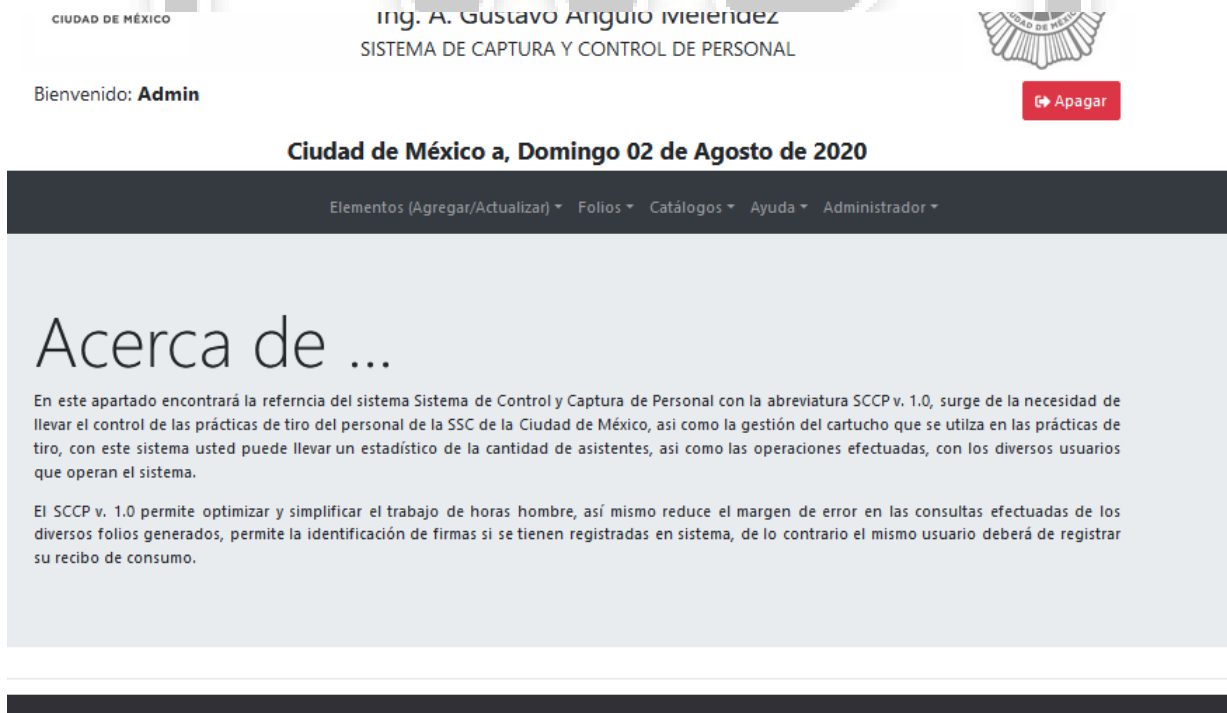 CIUDAD DE MÉXICO
Ing. A. Gustavo Angulo Meléndez
SISTEMA DE CAPTURA Y CONTROL DE PERSONAL
Bienvenido: Admin
Apagar
Ciudad de México a, Domingo 02 de Agosto de 2020
Elementos (Agregar/Actualizar) Folios Catálogos Ayuda Administrador
Acerca de ...
En este apartado encontrará la referncia del sistema Sistema de Control y Captura de Personal con la abreviatura SCCP v. 1.0, surge de la necesidad de
llevar el control de las prácticas de tiro del personal de la SSC de la Ciudad de México, asi como la gestión del cartucho que se utilza en las prácticas de
tiro, con este sistema usted puede llevar un estadístico de la cantidad de asistentes, asi como las operaciones efectuadas, con los diversos usuarios
que operan el sistema.
El SCCP v. 1.0 permite optimizar y simplificar el trabajo de horas hombre, así mismo reduce el margen de error en las consultas efectuadas de los
diversos folios generados, permite la identificación de firmas si se tienen registradas en sistema, de lo contrario el mismo usuario deberá de registrar
su recibo de consumo.